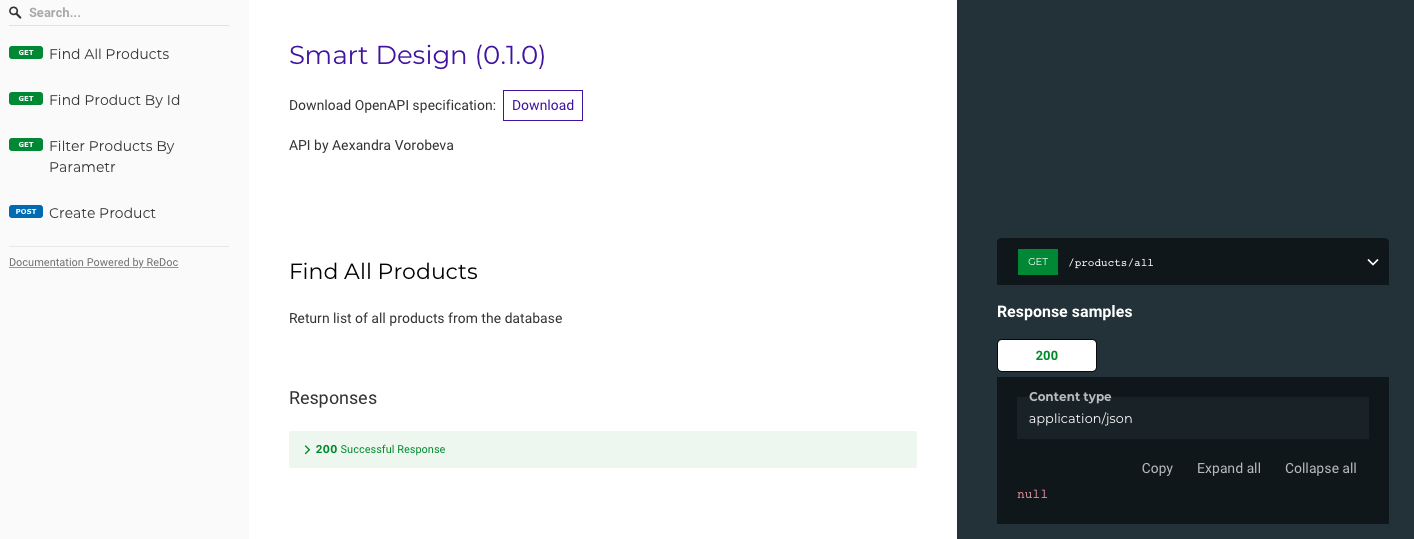 Search...
GET Find All Products
GET Find Product By Id
GET Filter Products By
Parametr
POST Create Product
Documentation Powered by ReDoc
Smart Design (0.1.0)
Download OpenAPI specification: Download
API by Aexandra Vorobeva
Find All Products
Return list of all products from the database
Responses
200 Successful Response
GET /products/all
Response samples
200
Content type
application/json
Copy Expand all Collapse all
null